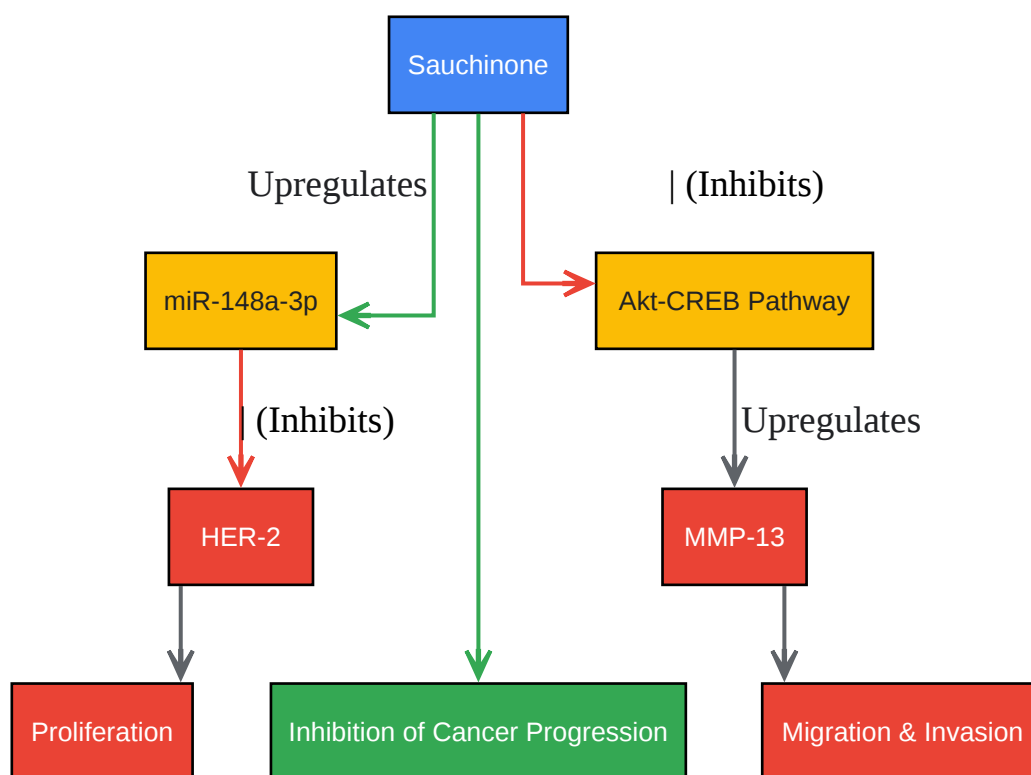 Sauchinone
Upregulates
| (Inhibits)
miR-148a-3p
Akt-CREB Pathway
| (Inhibits)
Upregulates
HER-2
MMP-13
Proliferation
Inhibition of Cancer Progression
Migration & Invasion